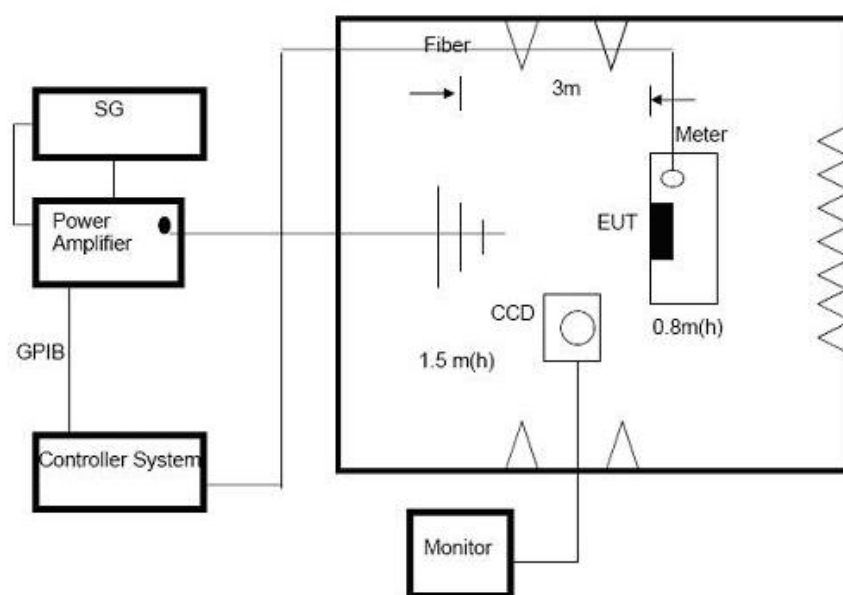 Fiber
3m
SG
Meter
Power
Amplifier
EUT
CCD
0.8m(h)
GPIB
1.5 m(h)
Controller System
Monitor